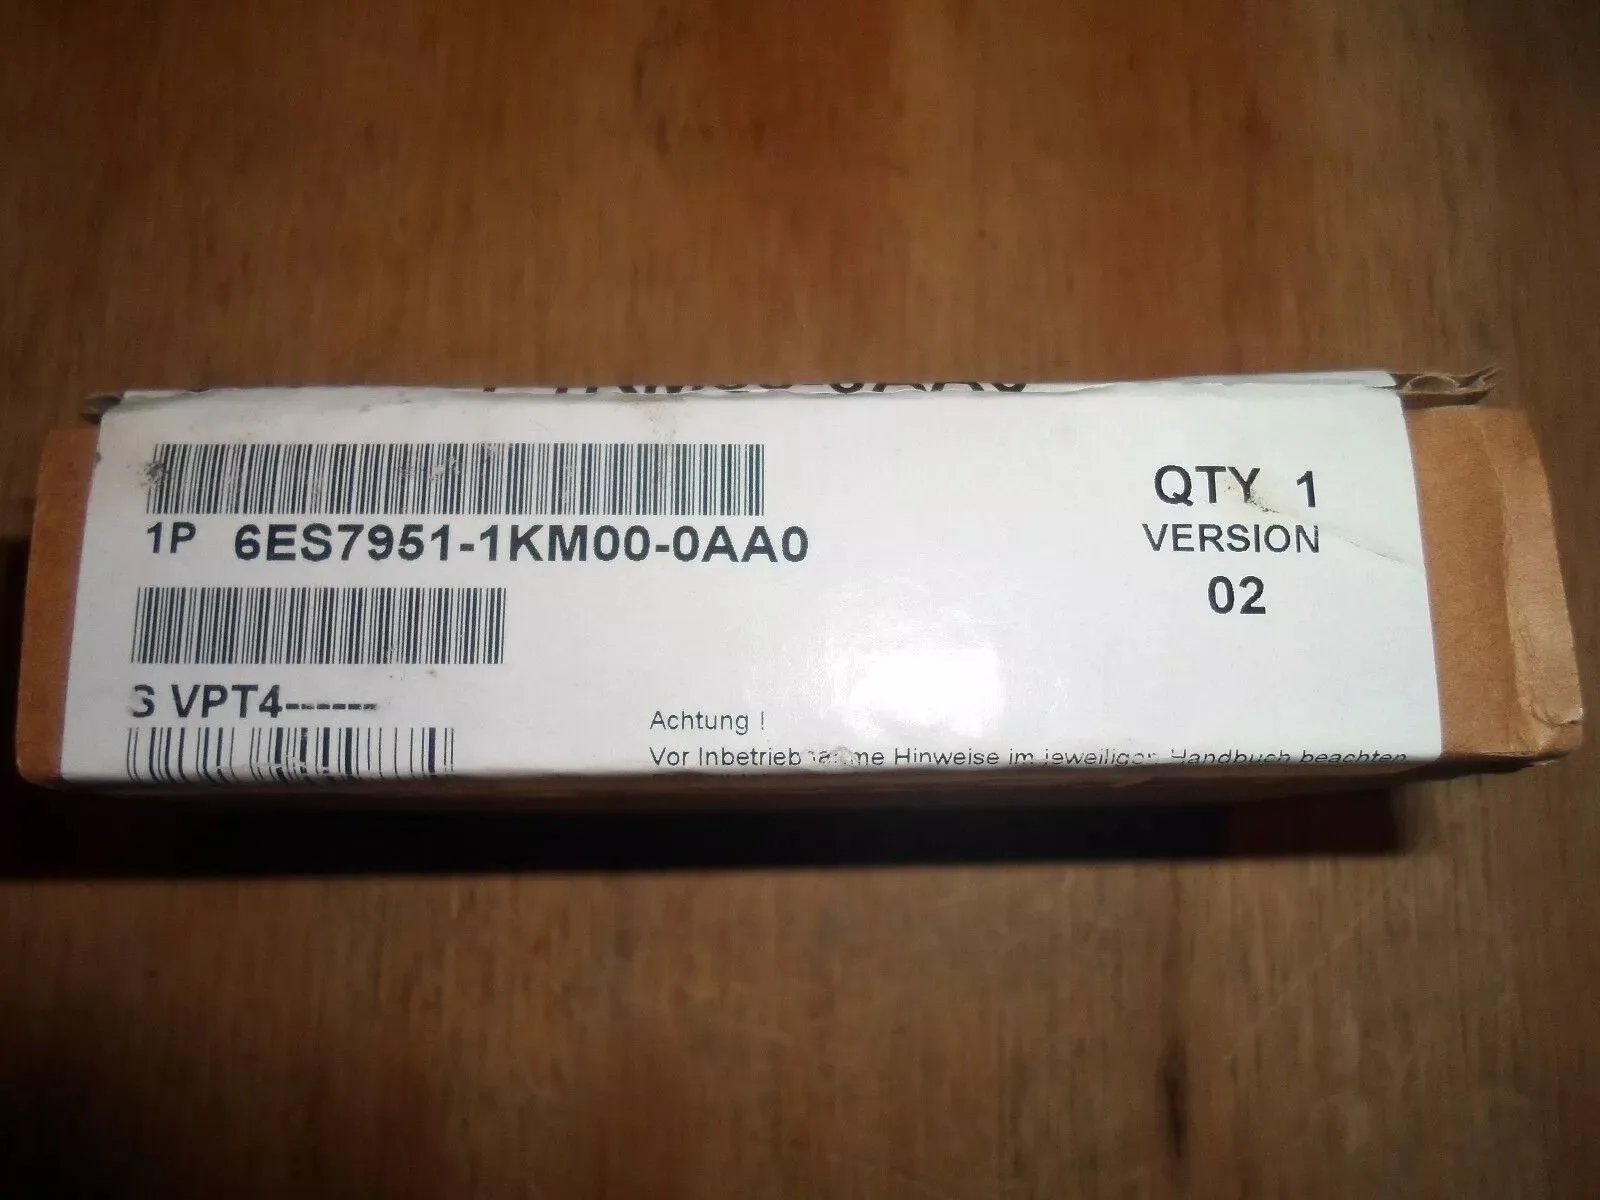 1P 6ES7951-1KM00-0AA0
QTY 1
VERSION
02
S VPT4------
Achtung !
Vor Inbetriebnahme Hinweise im jeweiligen Handbuch beachten